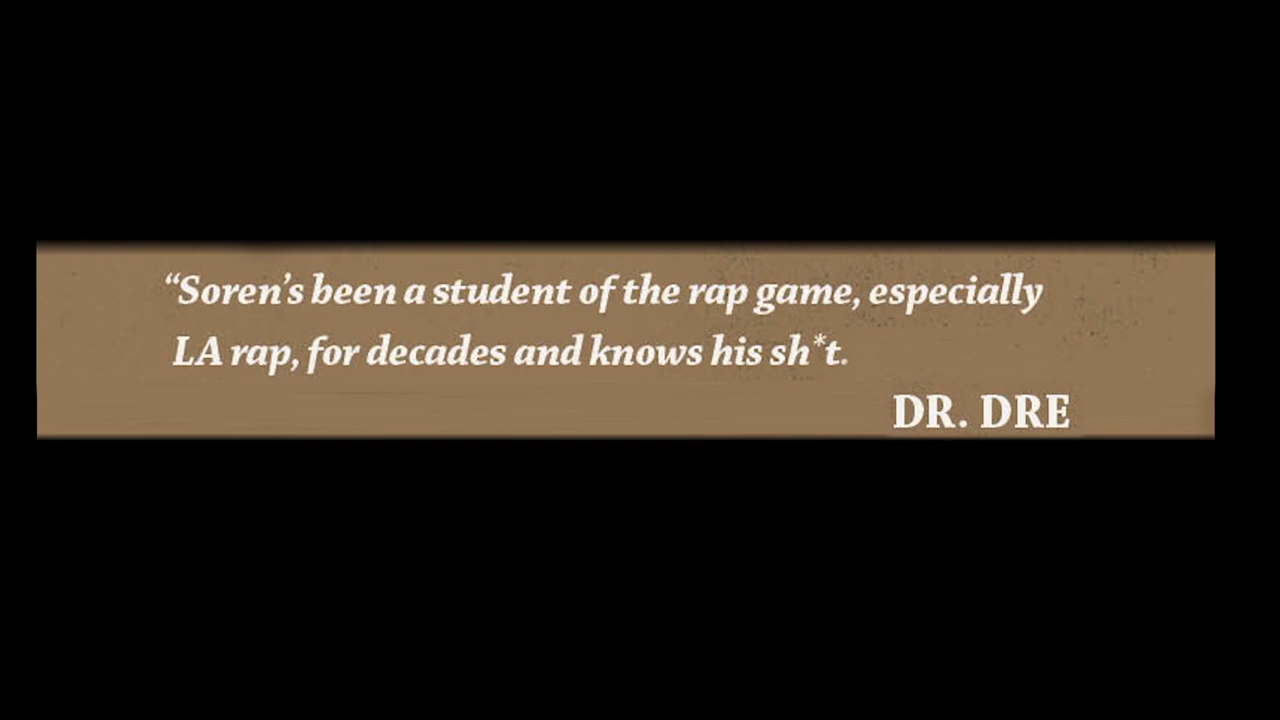 “Soren’s been a student of the rap game, especially
LA rap, for decades and knows his sh*t.
DR. DRE